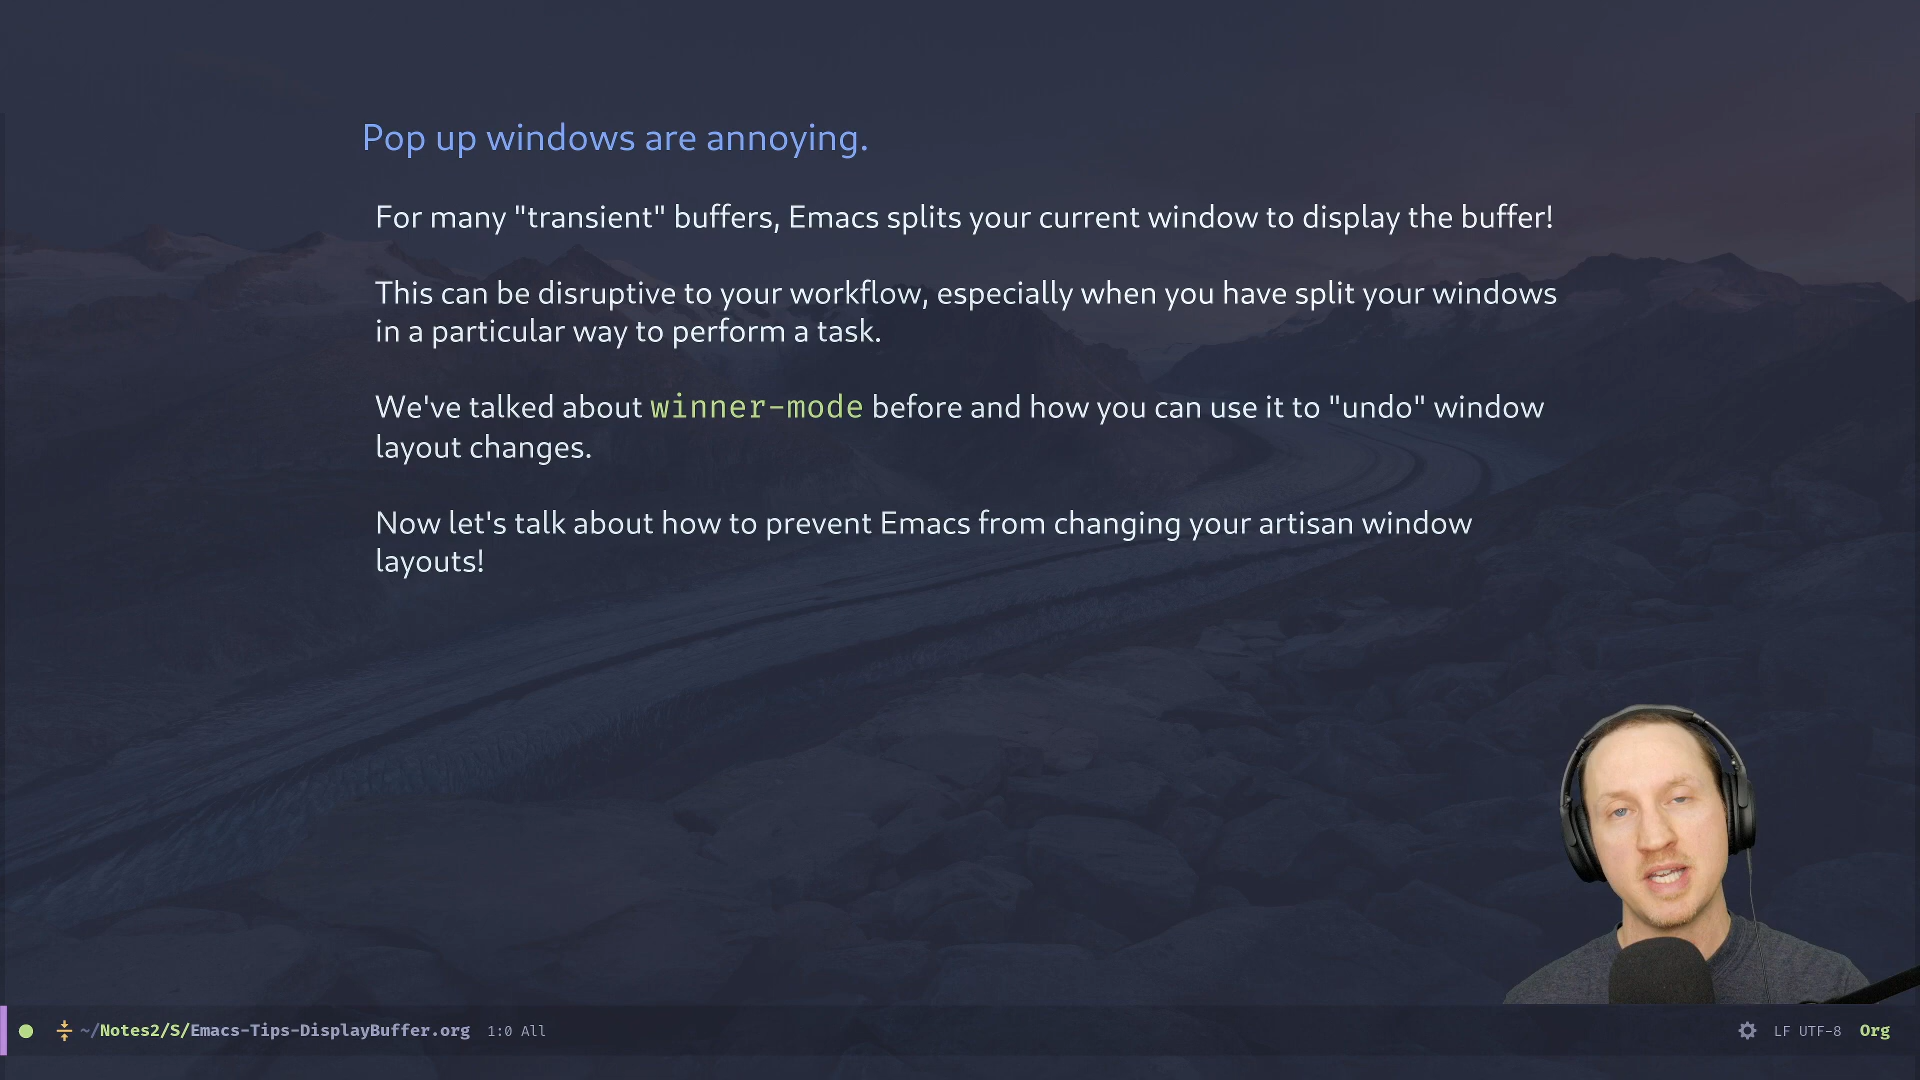 Pop up windows are annoying.
For many "transient" buffers, Emacs splits your current window to display the buffer!
This can be disruptive to your workflow, especially when you have split your windows
in a particular way to perform a task.
We've talked about winner-mode before and how you can use it to "undo" window
layout changes.
Now let's talk about how to prevent Emacs from changing your artisan window
layouts!
~/Notes2/S/Emacs-Tips-DisplayBuffer.org 1:0 All LF UTF-8 Org